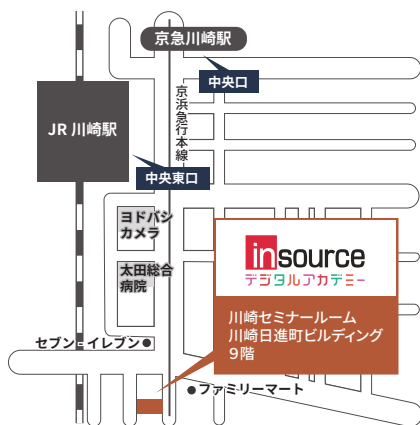 京急川崎駅
中央口
京浜急行本線
JR 川崎駅
中央東口
ヨドバシ
カメラ
太田総合
病院
insource
デジタルアカデミー
川崎セミナールーム
川崎日進町ビルディング
9階
セブン-イレブン
ファミリーマート